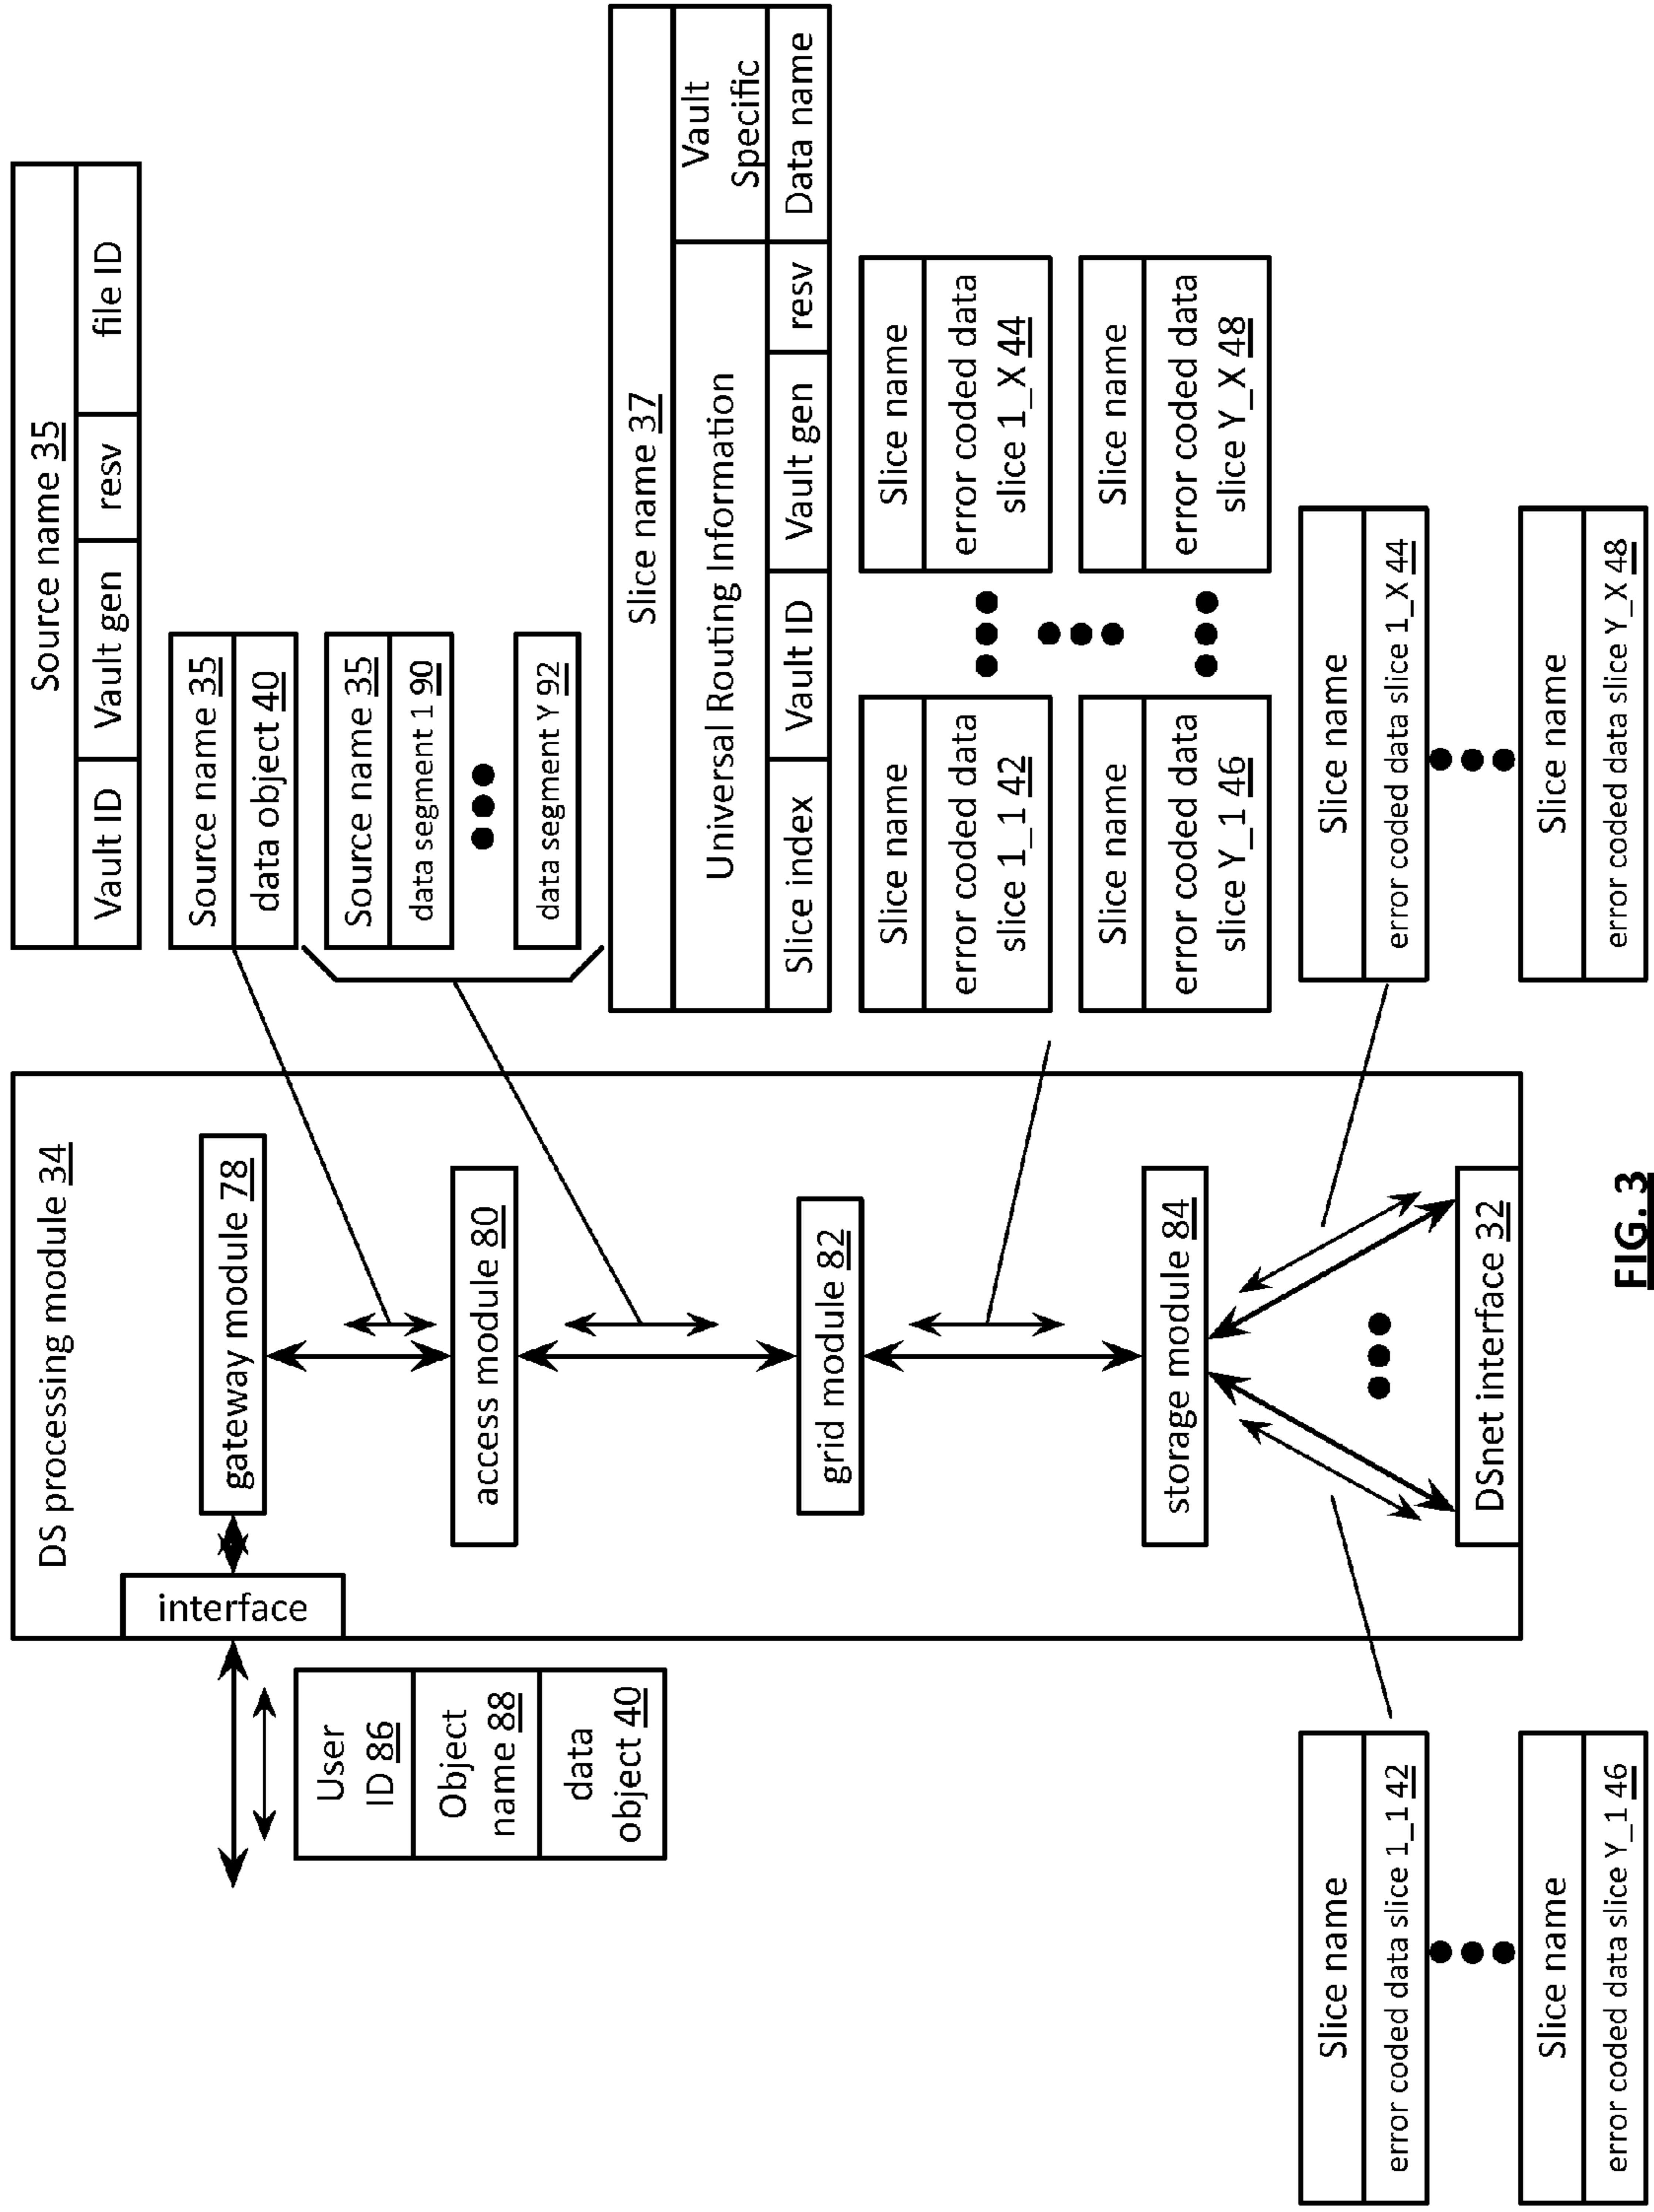 Source name 35
Vault ID
Vault gen
resv
file ID
DS processing module 34
interface
gateway module 78
Source name 35
data object 40
access module 80
Source name 35
data segment 1 90
data segment Y 92
User
ID 86
Object
name 88
data
object 40
Slice name 37
Universal Routing Information
Vault
Specific
Slice index
Vault ID
Vault gen
resv
Data name
grid module 82
Slice name
error coded data
slice 1_1 42
Slice name
error coded data
slice 1_X 44
Slice name
error coded data
slice Y_1 46
Slice name
error coded data
slice Y_X 48
storage module 84
DSnet interface 32
Slice name
error coded data slice 1_1 42
Slice name
error coded data slice Y_1 46
Slice name
error coded data slice 1_X 44
Slice name
error coded data slice Y_X 48
FIG. 3